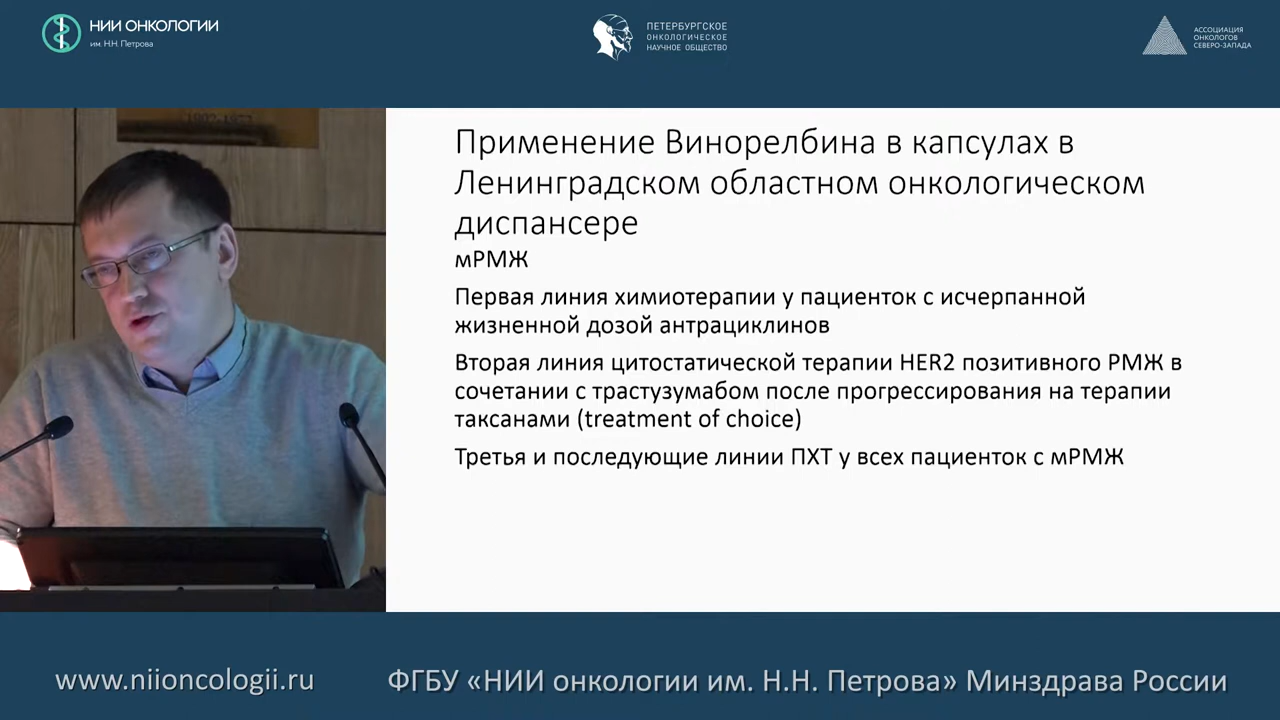 НИИ ОНКОЛОГИИ
им. Н.Н. Петрова
ПЕТЕРБУРГСКОЕ
ОНКОЛОГИЧЕСКОЕ
НАУЧНОЕ ОБЩЕСТВО
АССОЦИАЦИЯ
ОНКОЛОГОВ
СЕВЕРО-ЗАПАДА
Применение Винорелбина в капсулах в
Ленинградском областном онкологическом
диспансере
мРМЖ
Первая линия химиотерапии у пациенток с исчерпанной
жизненной дозой антрациклинов
Вторая линия цитостатической терапии HER2 позитивного РМЖ в
сочетании с трастузумабом после прогрессирования на терапии
таксанами (treatment of choice)
Третья и последующие линии ПХТ у всех пациенток с мРМЖ
www.niioncologii.ru
ФГБУ «НИИ онкологии им. Н.Н. Петрова» Минздрава России